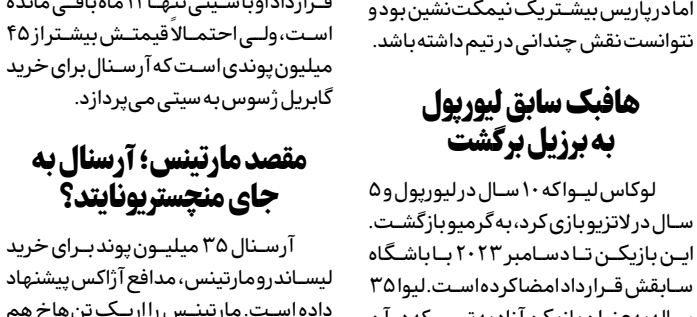 اما در پاریس بیشتر یک نیمکت‌نشین بود و
نتوانست نقش چندانی در تیم داشته باشد.
هافبک سابق لیورپول
به برزیل برگشت
لوکاس لیوا که ۱۰ سال در لیورپول و ۵
سال در لاتزیو بازی کرد، به گرمیو بازگشت.
این بازیکن تا دسامبر ۲۰۲۳ با باشگاه
سابقش قرارداد امضا کرده است. لیوا ۳۵
قرارداد او با سیتی تنها ۱۲ ماه باقی مانده
است، ولی احتمالاً قیمتش بیشتر از ۴۵
میلیون پوندی است که آرسنال برای خرید
گابریل ژسوس به سیتی می‌پردازد.
مقصد مارتینس؛ آرسنال به
جای منچستریونایتد؟
آرسنال ۳۵ میلیون پوند برای خرید
لیساندرو مارتینس، مدافع آژاکس پیشنهاد
داده است. مارتینس را اریک تن هاخ هم